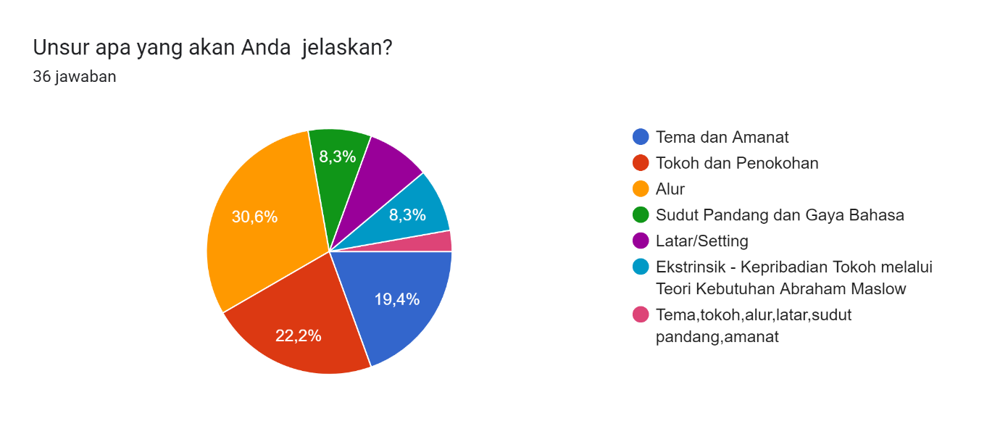 Unsur apa yang akan Anda  jelaskan?
36 jawaban
8,3%
30,6%
8,3%
19,4%
22,2%
Tema dan Amanat
Tokoh dan Penokohan
Alur
Sudut Pandang dan Gaya Bahasa
Latar/Setting
Ekstrinsik - Kepribadian Tokoh melalui
Teori Kebutuhan Abraham Maslow
Tema,tokoh,alur,latar,sudut
pandang,amanat